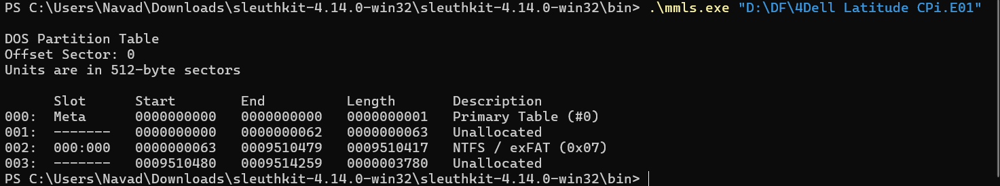 PS C:\Users\Navad\Downloads\sleuthkit-4.14.0-win32\sleuthkit-4.14.0-win32\bin> .\mmls.exe "D:\DF\4Dell Latitude CPi.E01"

DOS Partition Table
Offset Sector: 0
Units are in 512-byte sectors

      Slot      Start        End          Length       Description
000:  Meta      0000000000   0000000000   0000000001   Primary Table (#0)
001:  -------   0000000000   0000000062   0000000063   Unallocated
002:  000:000   0000000063   0009510479   0009510417   NTFS / exFAT (0x07)
003:  -------   0009510480   0009514259   0000003780   Unallocated
PS C:\Users\Navad\Downloads\sleuthkit-4.14.0-win32\sleuthkit-4.14.0-win32\bin>